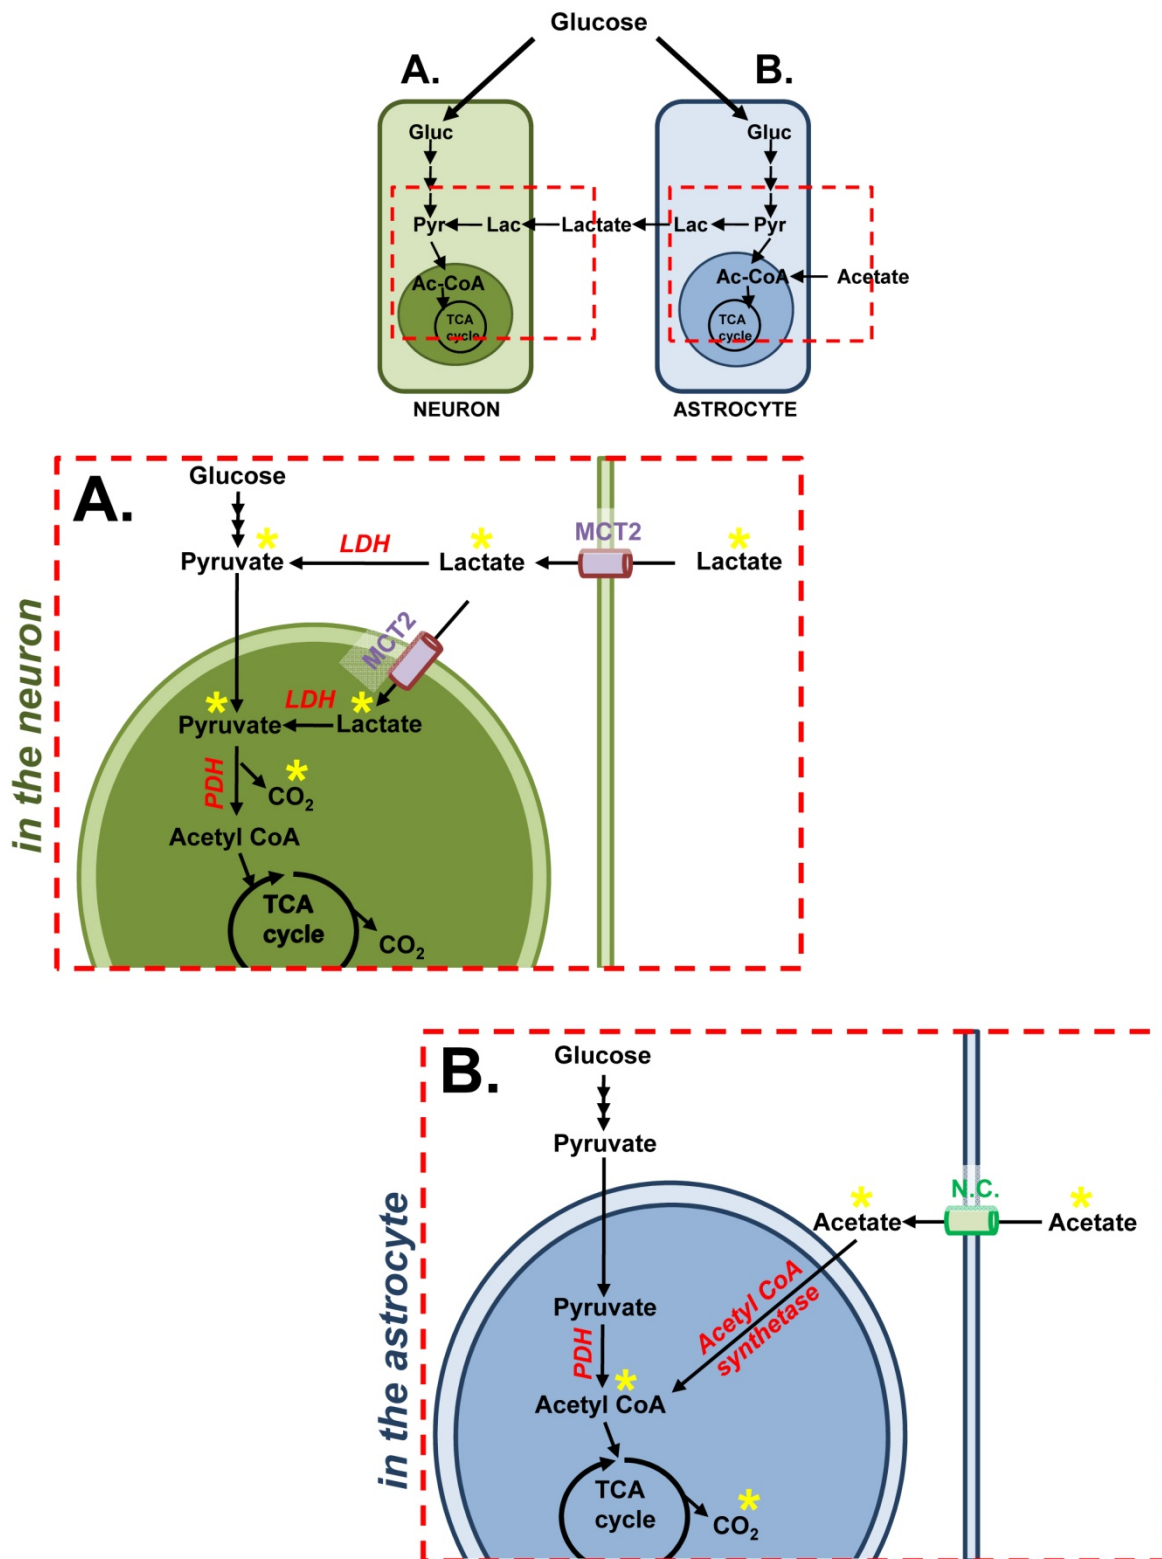 Glucose
A.
B.
Gluc
Gluc
Pyr
Lac
Lactate
Lac
Pyr
Ac-CoA
Ac-CoA
Acetate
TCA
cycle
TCA
cycle
NEURON
ASTROCYTE
A.
in the neuron
Glucose
MCT2
Pyruvate
*
LDH
Lactate
*
Lactate
*
MCT2
Pyruvate
*
LDH
Lactate
*
PDH
CO2
*
Acetyl CoA
TCA
cycle
CO2
B.
in the astrocyte
Glucose
Pyruvate
N.C.
Acetate
*
Acetate
*
Acetyl CoA
synthetase
Pyruvate
PDH
Acetyl CoA
*
TCA
cycle
CO2
*